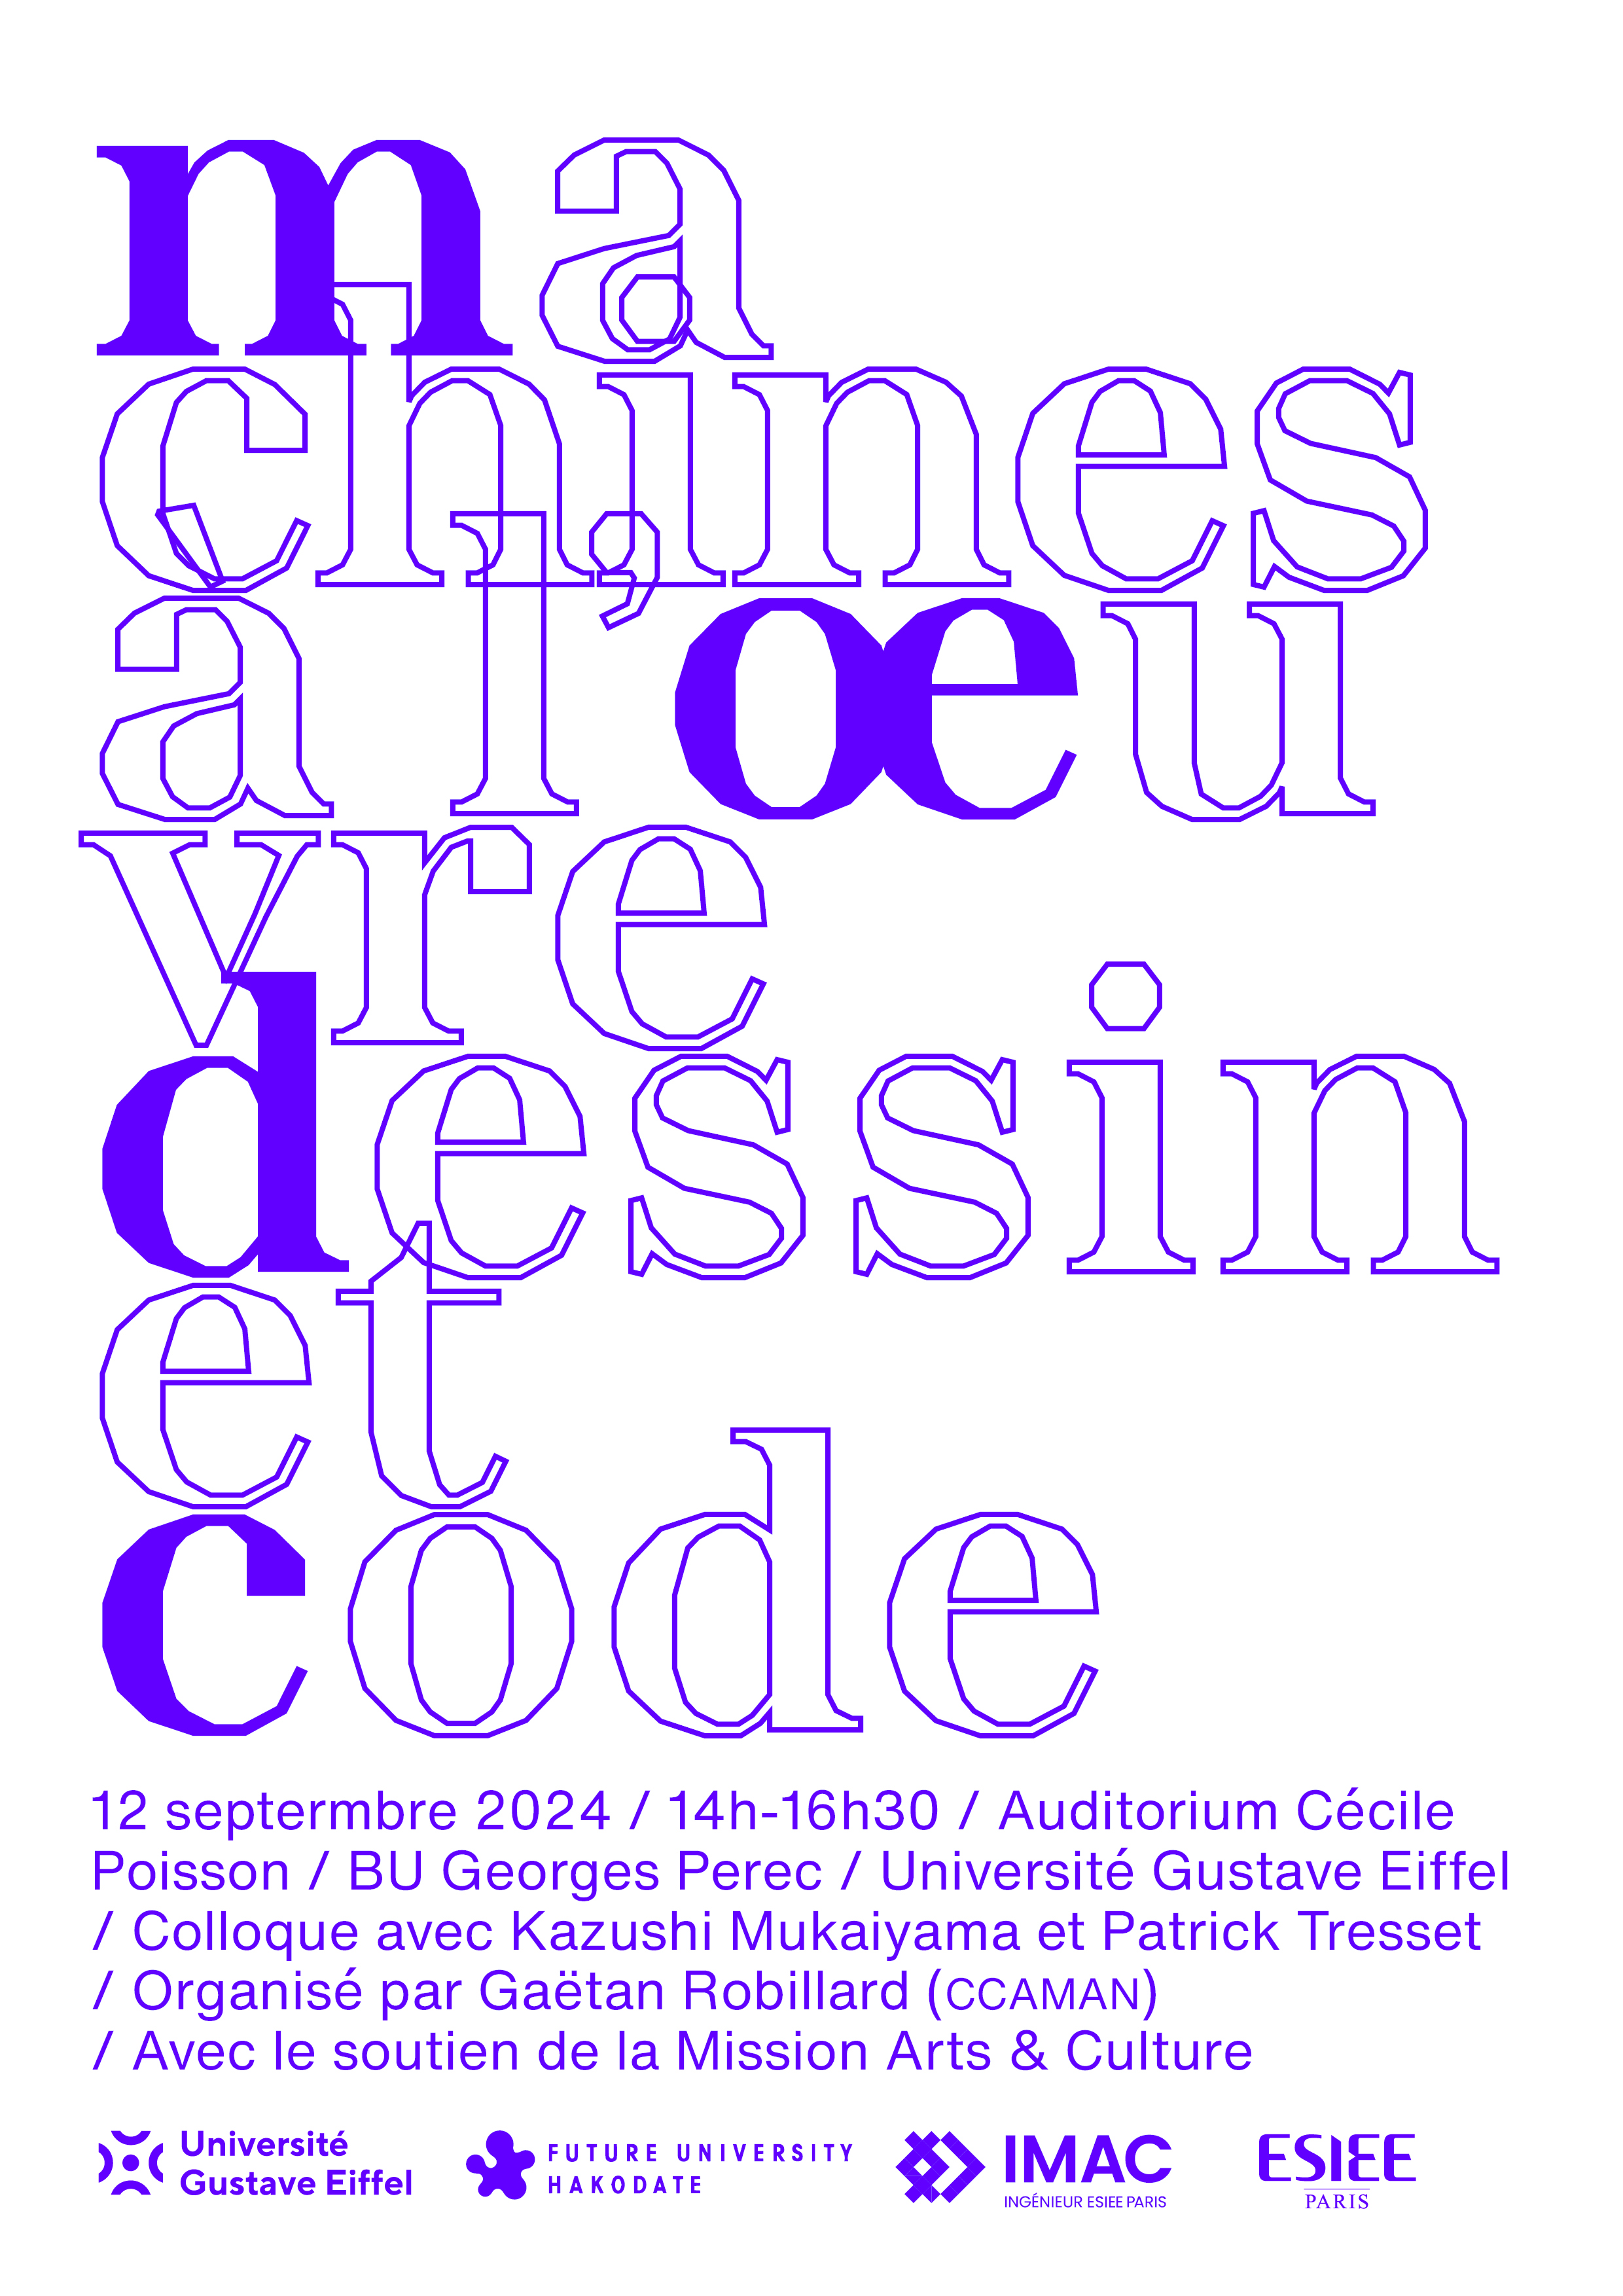 ma
chines
à l'œu
vre
dessin
et
code
12 septermbre 2024 / 14h-16h30 / Auditorium Cécile
Poisson / BU Georges Perec / Université Gustave Eiffel
/ Colloque avec Kazushi Mukaiyama et Patrick Tresset
/ Organisé par Gaëtan Robillard (CCAMAN)
/ Avec le soutien de la Mission Arts & Culture
Université
Gustave Eiffel
FUTURE UNIVERSITY
HAKODATE
IMAC
INGÉNIEUR ESIEE PARIS
ESIEE
PARIS